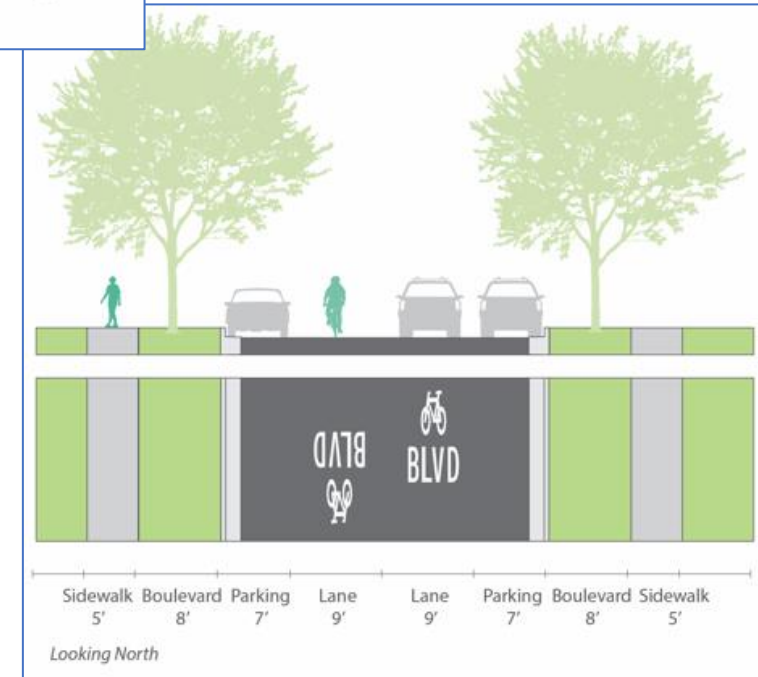 BLVD
BLVD
Sidewalk Boulevard Parking Lane Lane Parking Boulevard Sidewalk
5' 8' 7' 9' 9' 7' 8' 5'
Looking North